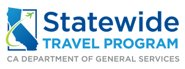 Statewide
TRAVEL PROGRAM
CA DEPARTMENT OF GENERAL SERVICES